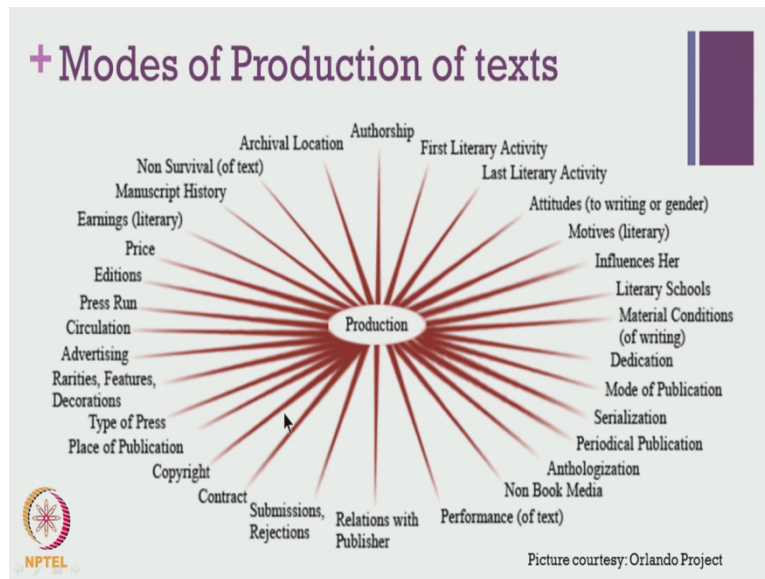 + Modes of Production of texts
Authorship
First Literary Activity
Last Literary Activity
Attitudes (to writing or gender)
Motives (literary)
Influences Her
Literary Schools
Material Conditions
(of writing)
Dedication
Mode of Publication
Serialization
Periodical Publication
Anthologization
Non Book Media
Performance (of text)
Relations with
Publisher
Submissions,
Rejections
Contract
Copyright
Place of Publication
Type of Press
Rarities, Features,
Decorations
Advertising
Circulation
Press Run
Editions
Price
Earnings (literary)
Manuscript History
Non Survival (of text)
Archival Location
Production
NPTEL
Picture courtesy: Orlando Project